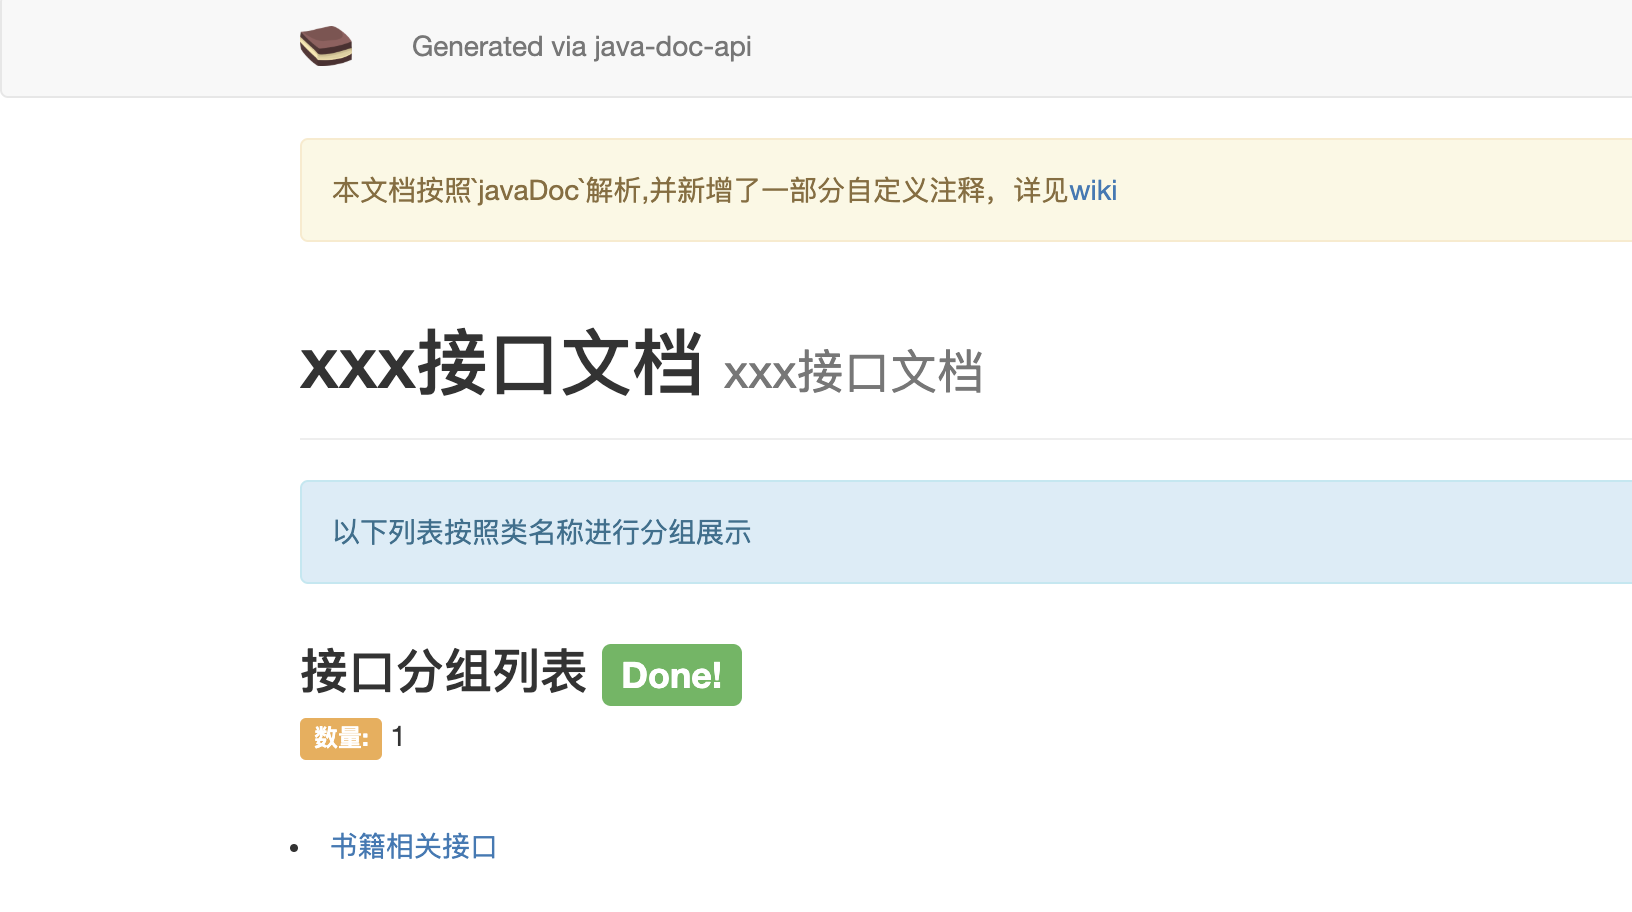 Generated via java-doc-api
本文档按照`javaDoc`解析,并新增了一部分自定义注释，详见wiki
xxx接口文档 xxx接口文档
以下列表按照类名称进行分组展示
接口分组列表 Done!
数量: 1
书籍相关接口